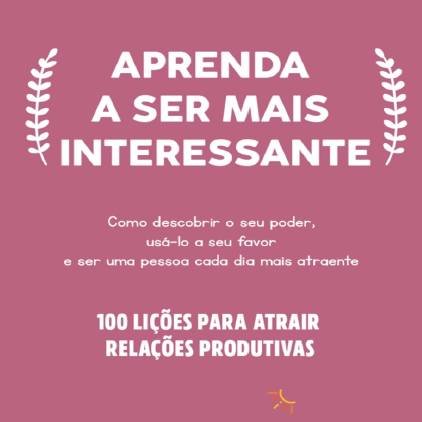 APRENDA
A SER MAIS
INTERESSANTE
Como descobrir o seu poder,
usá-lo a seu favor
e ser uma pessoa cada dia mais atraente
100 LIÇÕES PARA ATRAIR
RELAÇÕES PRODUTIVAS